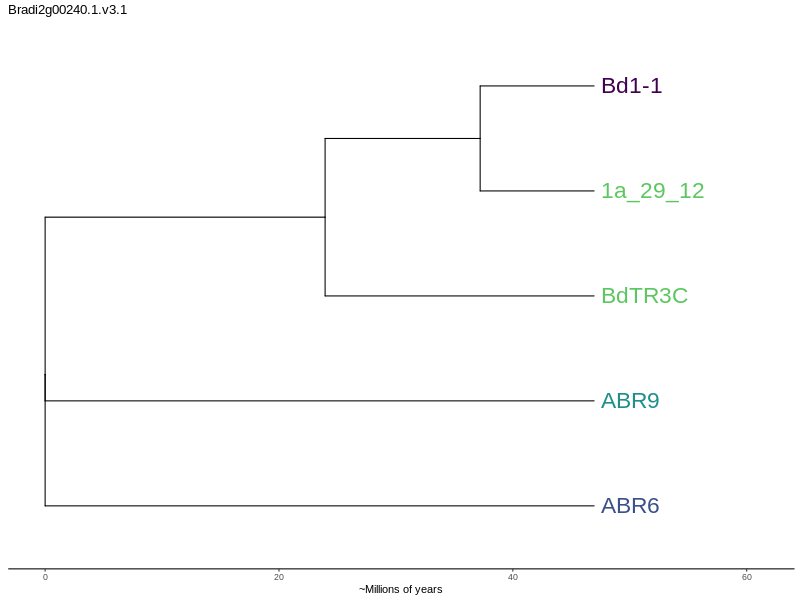 Bradi2g00240.1.v3.1
Bd1-1
1a_29_12
BdTR3C
ABR9
ABR6
0 20 40 60
~Millions of years